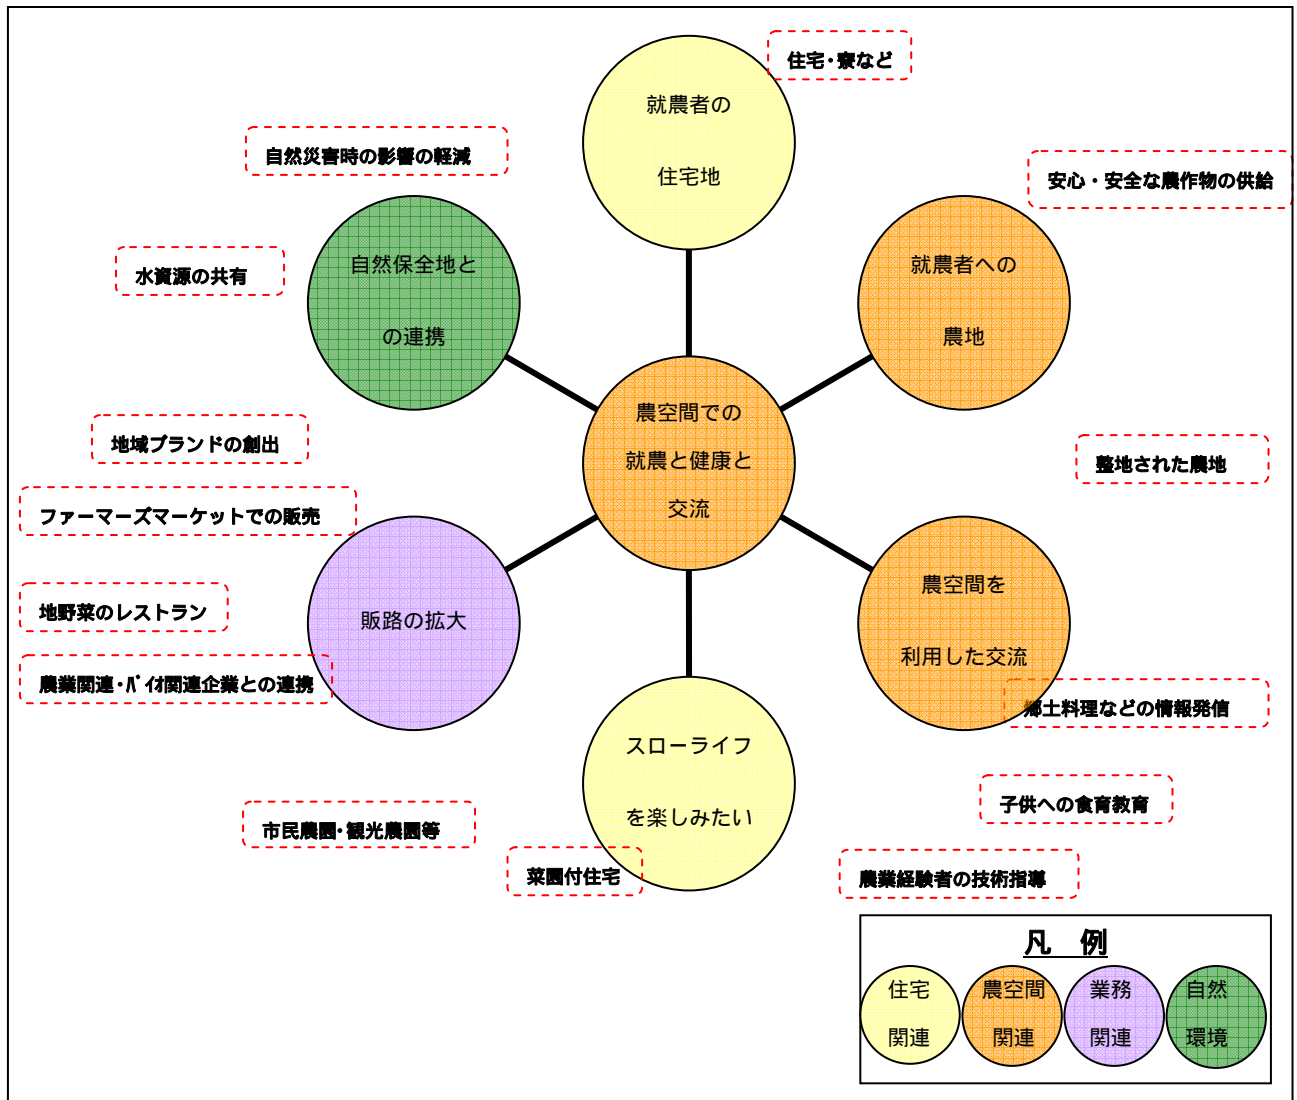 住宅・寮など
就農者の
住宅地
自然災害時の影響の軽減
安心・安全な農作物の供給
自然保全地と
の連携
水資源の共有
就農者への
農地
農空間での
就農と健康と
交流
地域ブランドの創出
整地された農地
ファーマーズマーケットでの販売
販路の拡大
地野菜のレストラン
農業関連・ﾊﾞｲｵ関連企業との連携
農空間を
利用した交流
郷土料理などの情報発信
スローライフ
を楽しみたい
子供への食育教育
市民農園・観光農園等
菜園付住宅
農業経験者の技術指導
凡　例
住宅
関連
農空間
関連
業務
関連
自然
環境